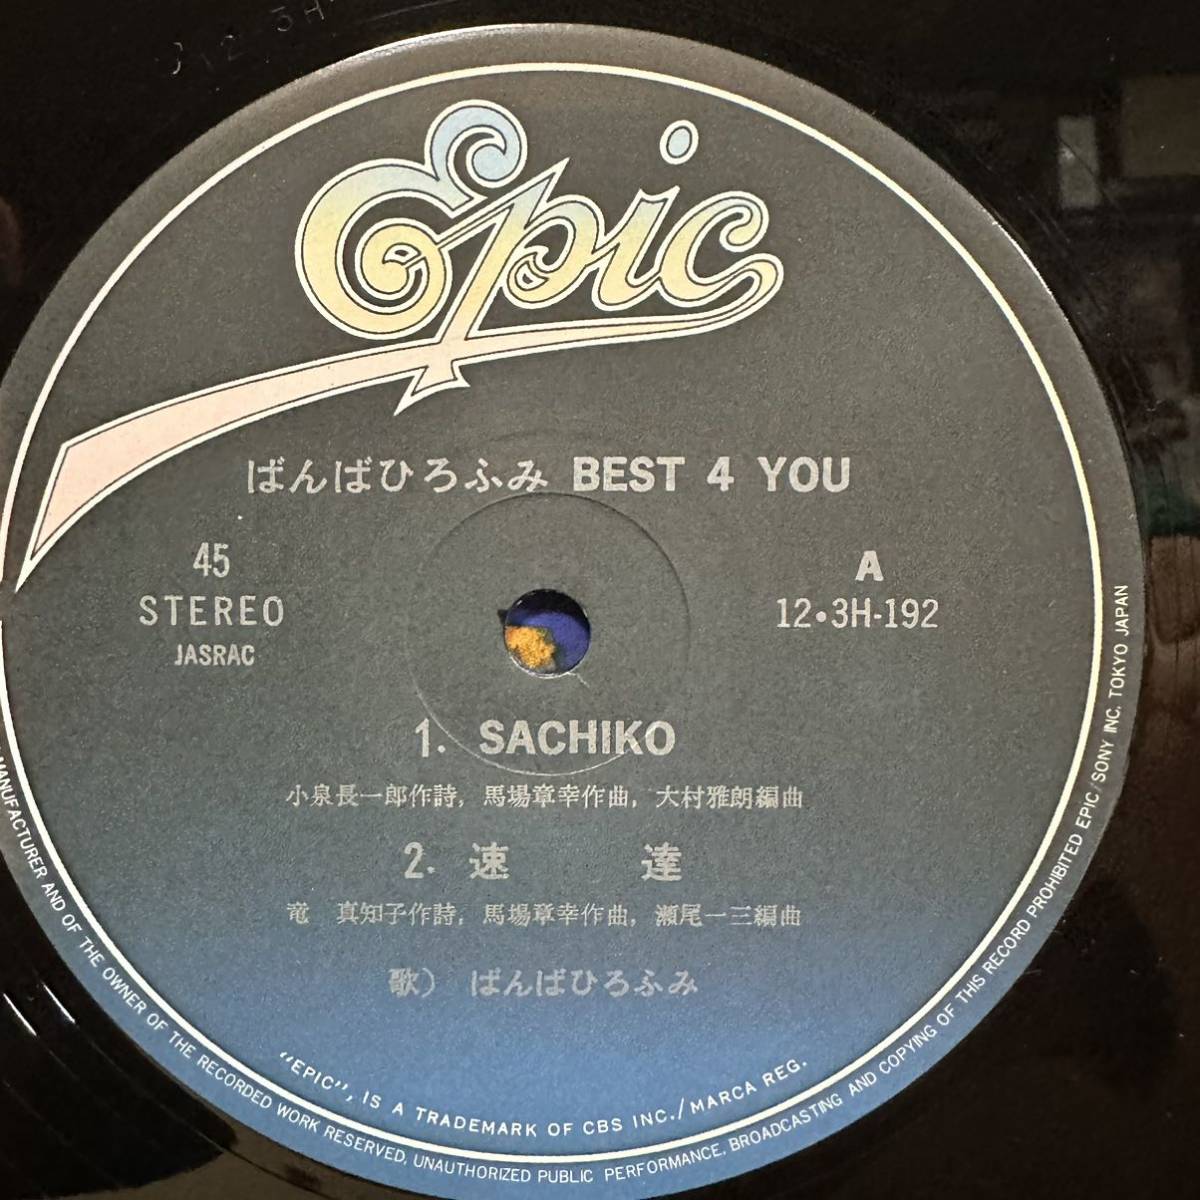 Epic
ばんばひろふみ BEST 4 YOU
45
STEREO
JASRAC
A
12•3H-192
1. SACHIKO
小泉長一郎作詩, 馬場章幸作曲, 大村雅朗編曲
2. 速 達
竜 真知子作詩, 馬場章幸作曲, 瀬尾一三編曲
歌) ばんばひろふみ
"EPIC", IS A TRADEMARK OF CBS INC./MARCA REG.
MANUFACTURER AND OF THE OWNER OF THE RECORDED WORK RESERVED. UNAUTHORIZED PUBLIC PERFORMANCE, BROADCASTING AND COPYING OF THIS RECORD PROHIBITED EPIC/SONY INC. TOKYO JAPAN